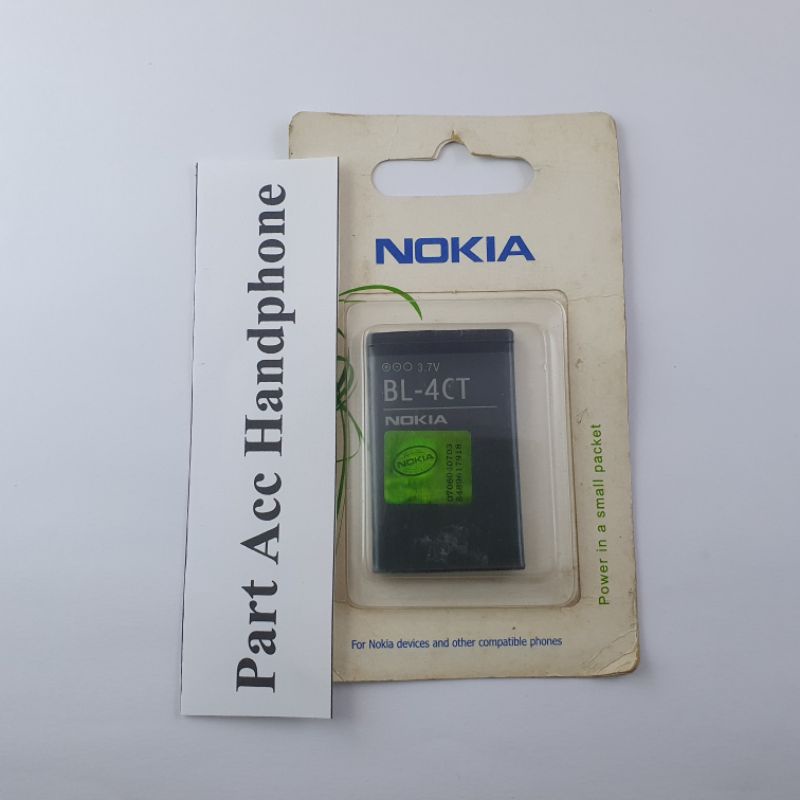 Part Acc Handphone
NOKIA
3.7V
BL-4CT
NOKIA
NOKIA
Power in a small packet
For Nokia devices and other compatible phones